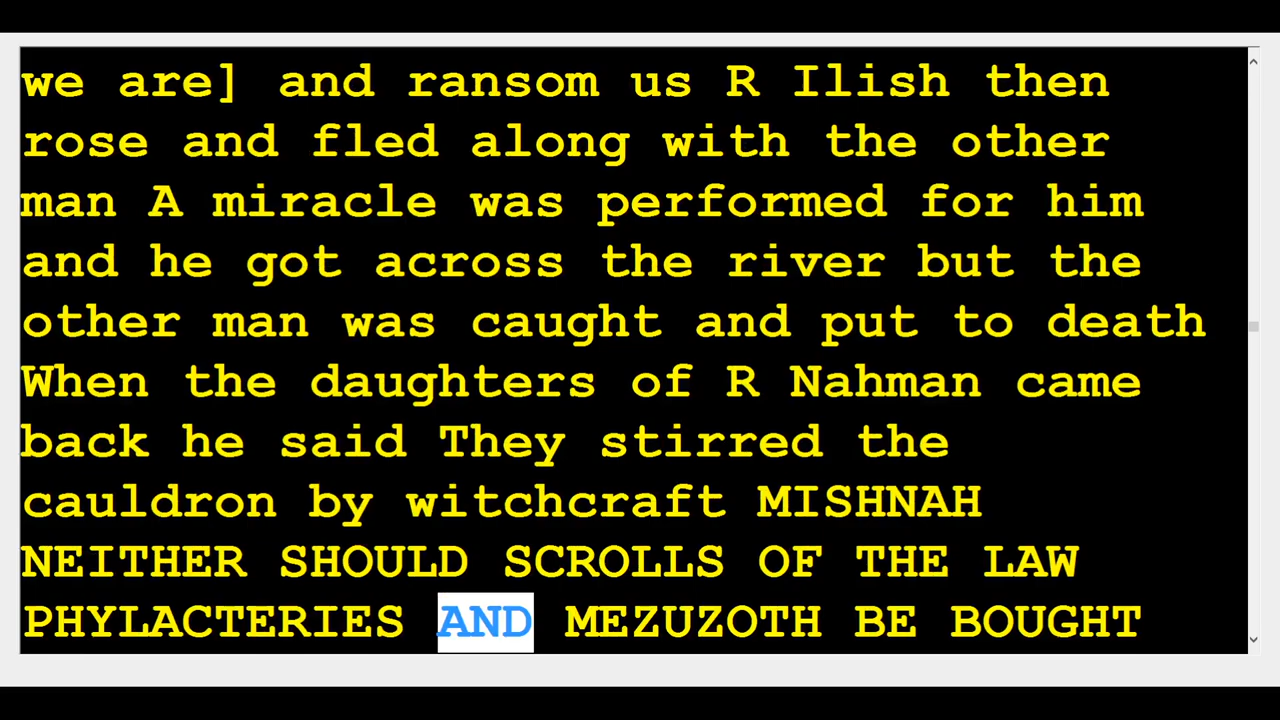 we are] and ransom us R Ilish then
rose and fled along with the other
man A miracle was performed for him
and he got across the river but the
other man was caught and put to death
When the daughters of R Nahman came
back he said They stirred the
cauldron by witchcraft MISHNAH
NEITHER SHOULD SCROLLS OF THE LAW
PHYLACTERIES AND MEZUZOTH BE BOUGHT